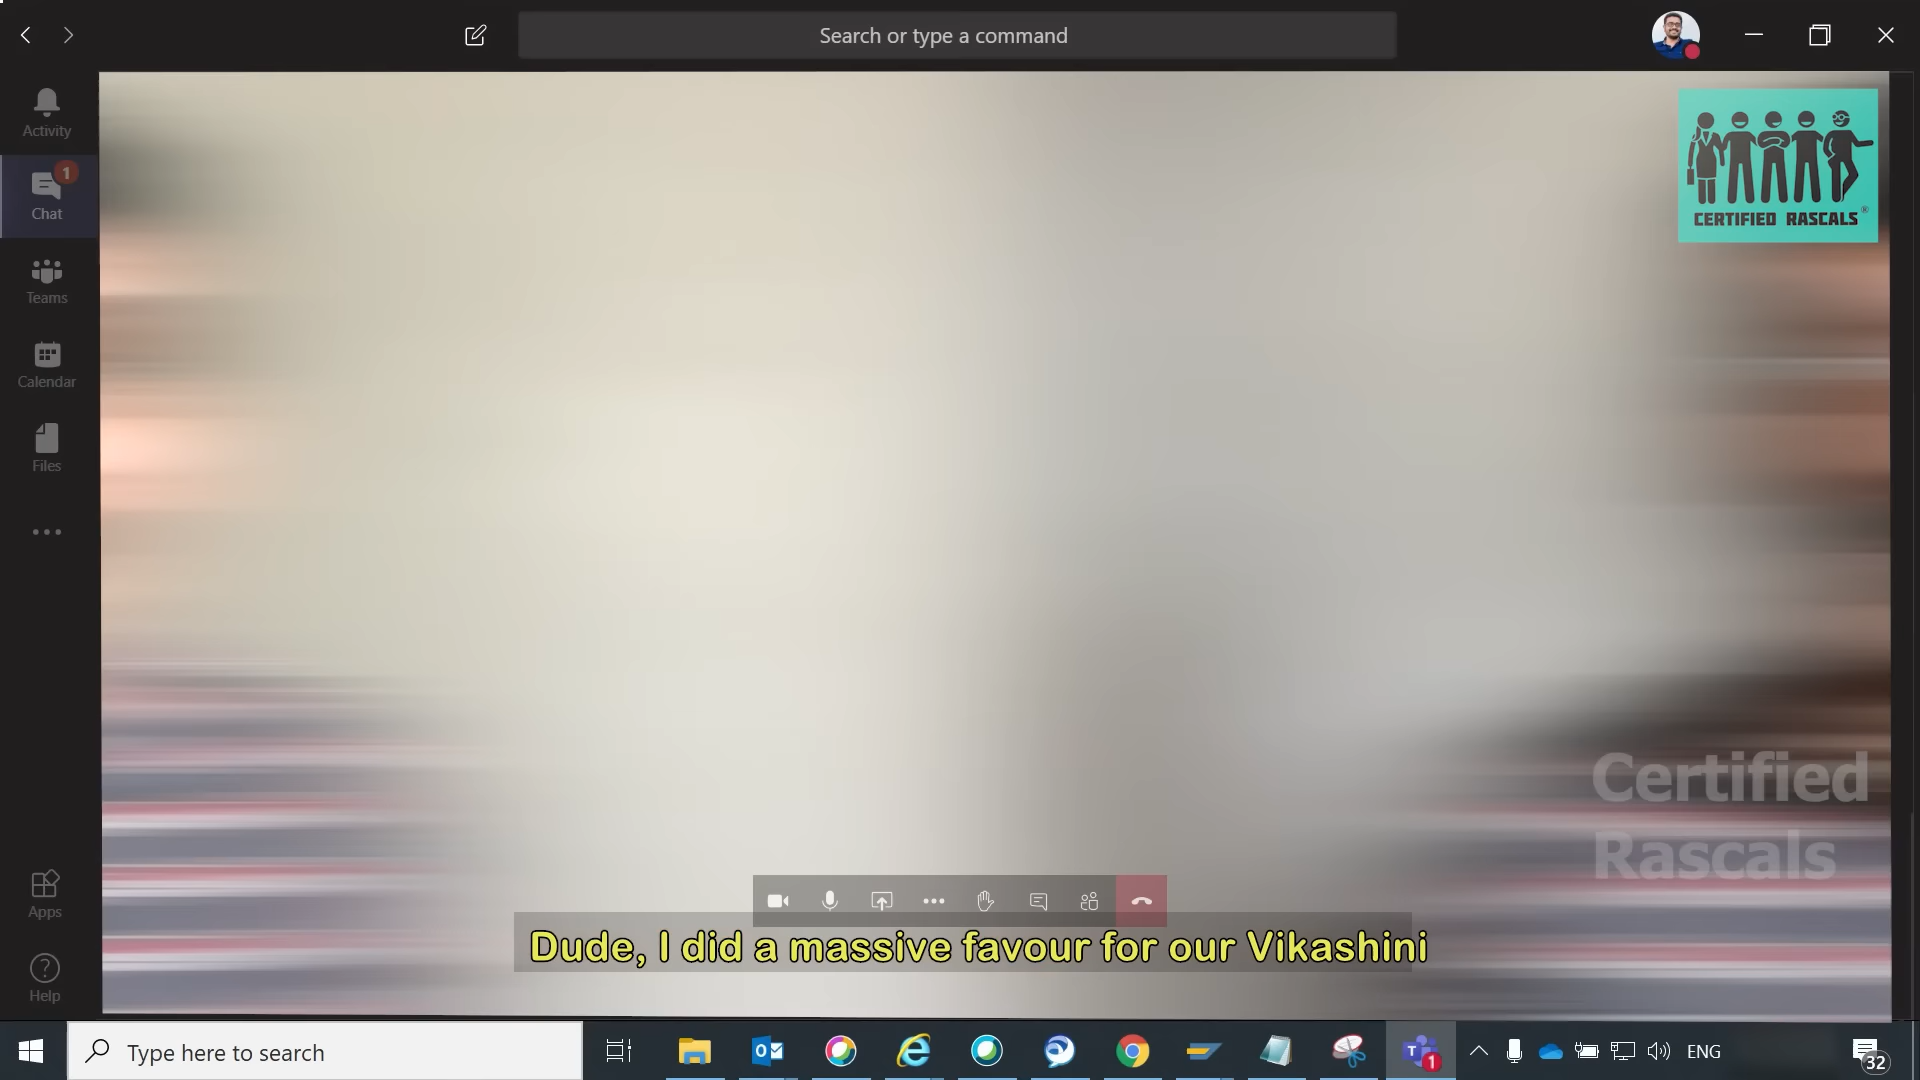 Search or type a command
Activity
1
Chat
Teams
Calendar
Files
Apps
Help
CERTIFIED RASCALS®
Certified
Rascals
Dude, I did a massive favour for our Vikashini
Type here to search
1
ENG
32